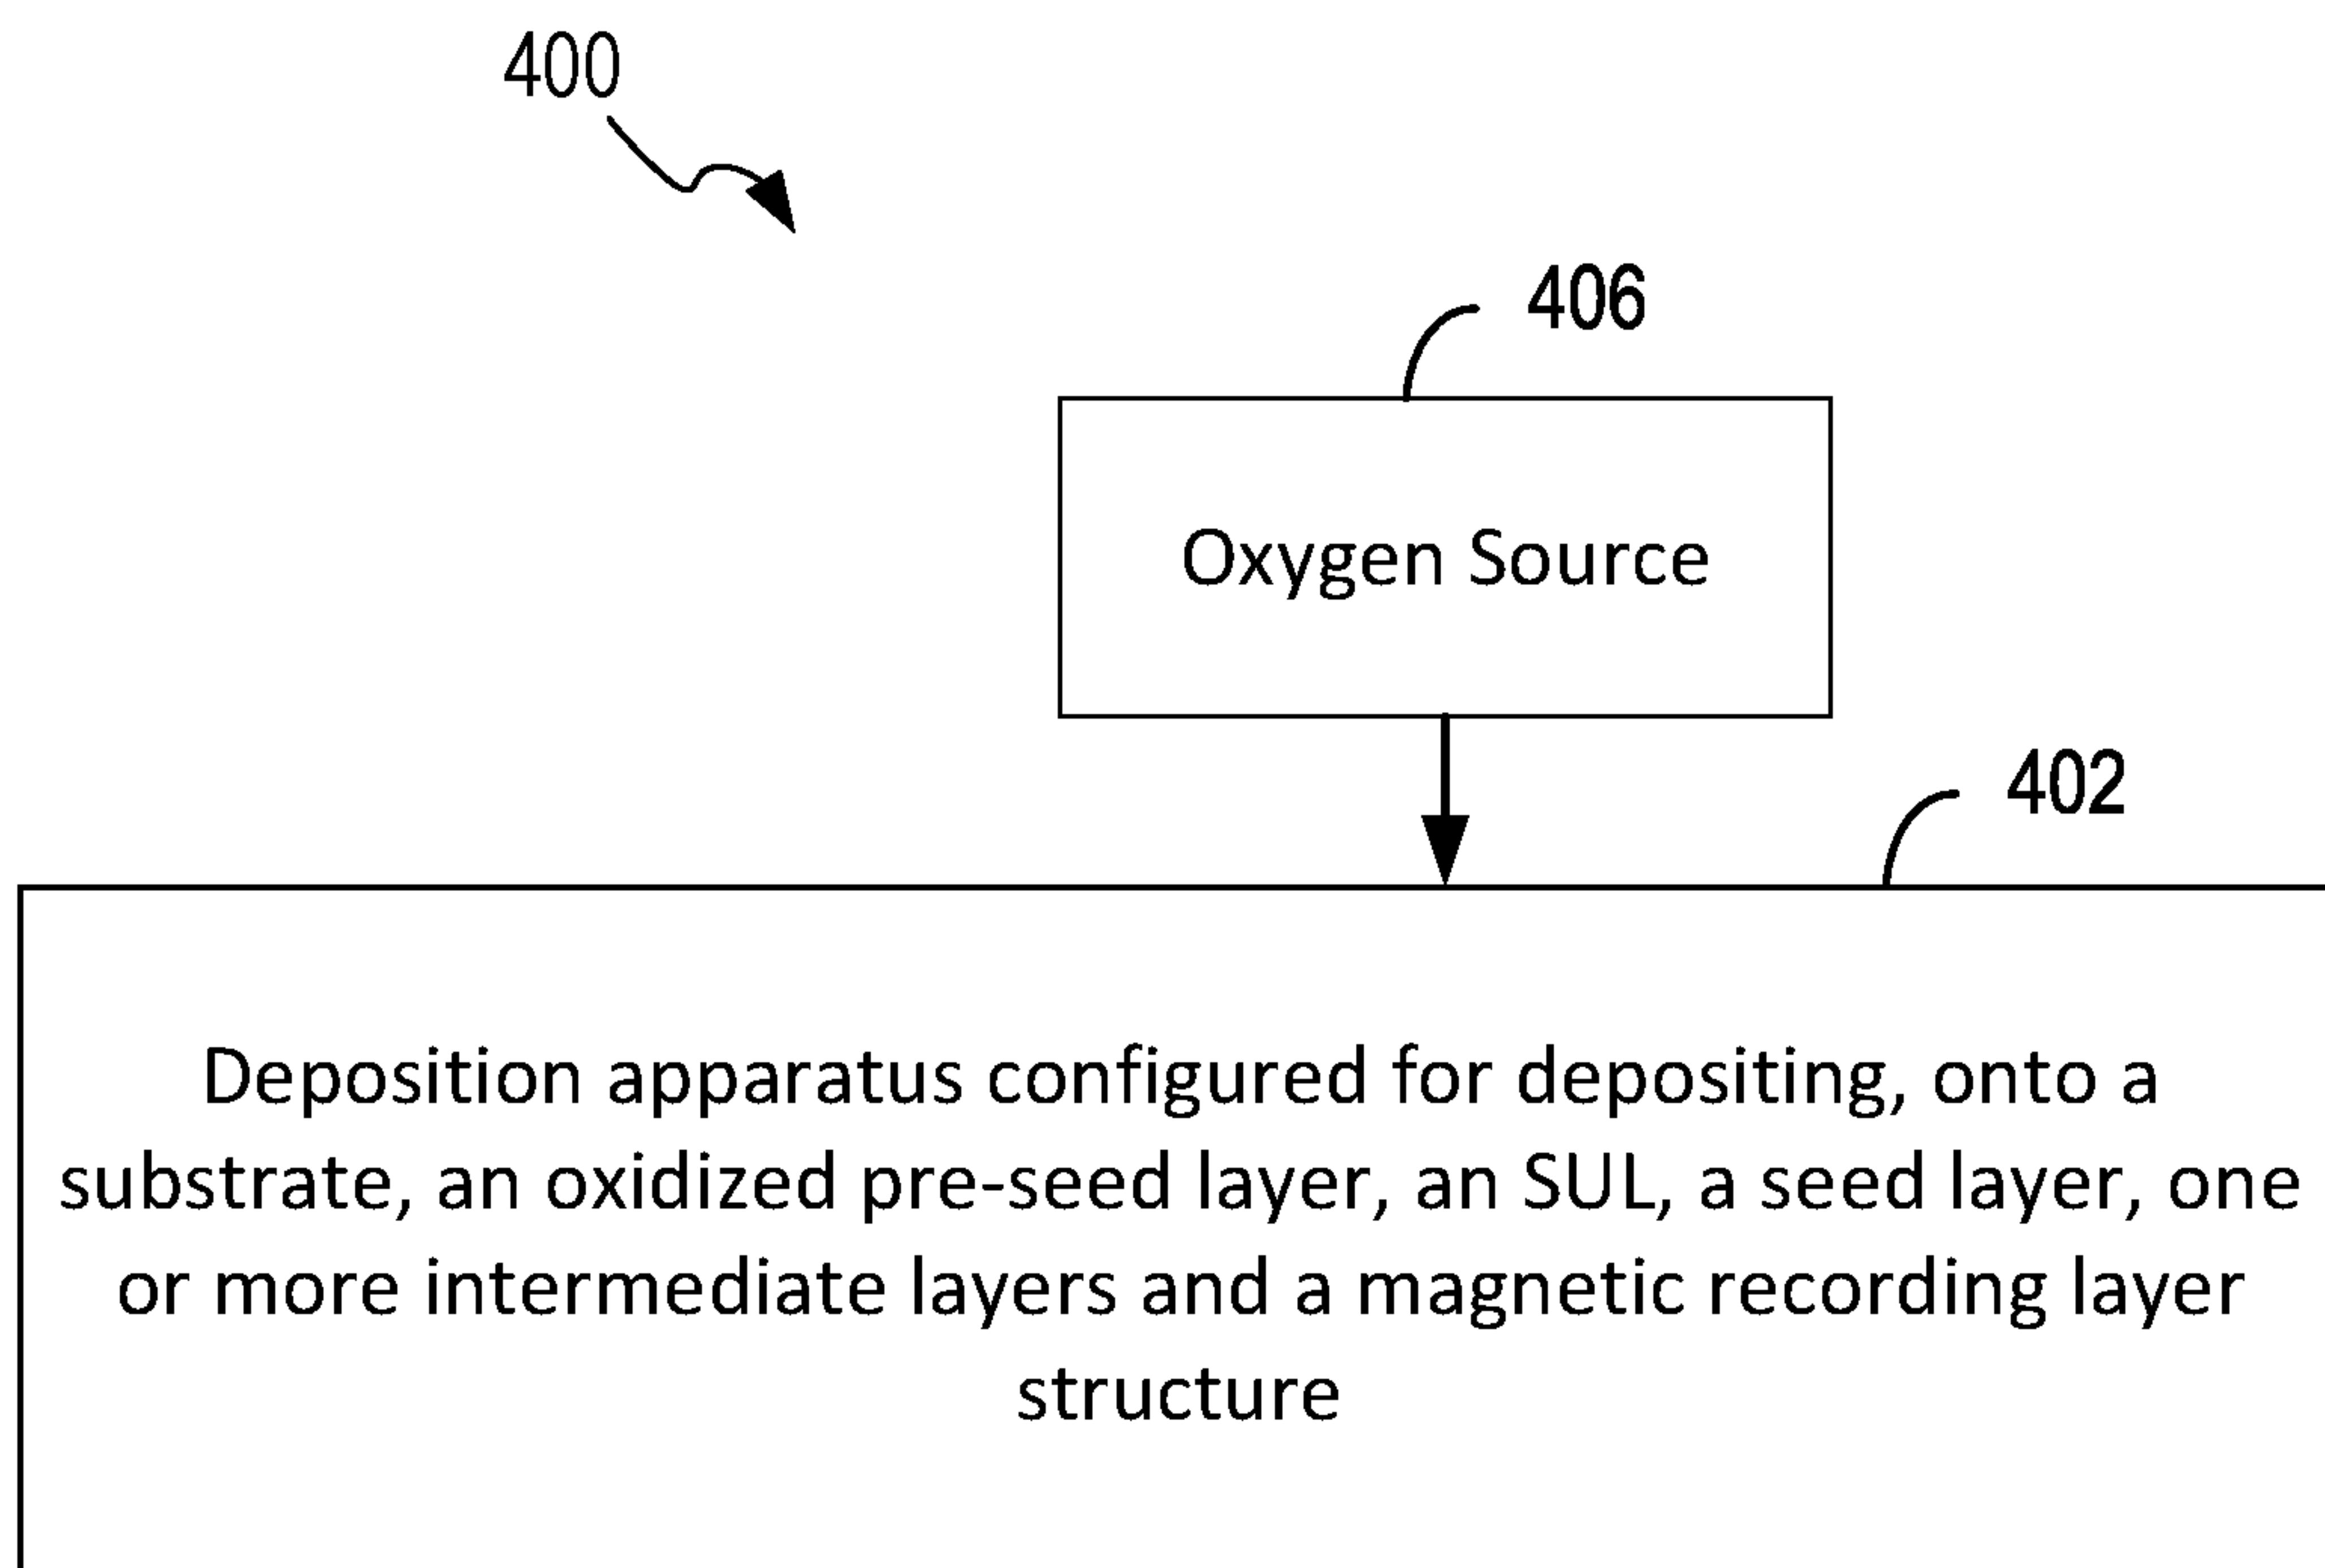 400
406
Oxygen Source
402
Deposition apparatus configured for depositing, onto a
substrate, an oxidized pre-seed layer, an SUL, a seed layer, one
or more intermediate layers and a magnetic recording layer
structure